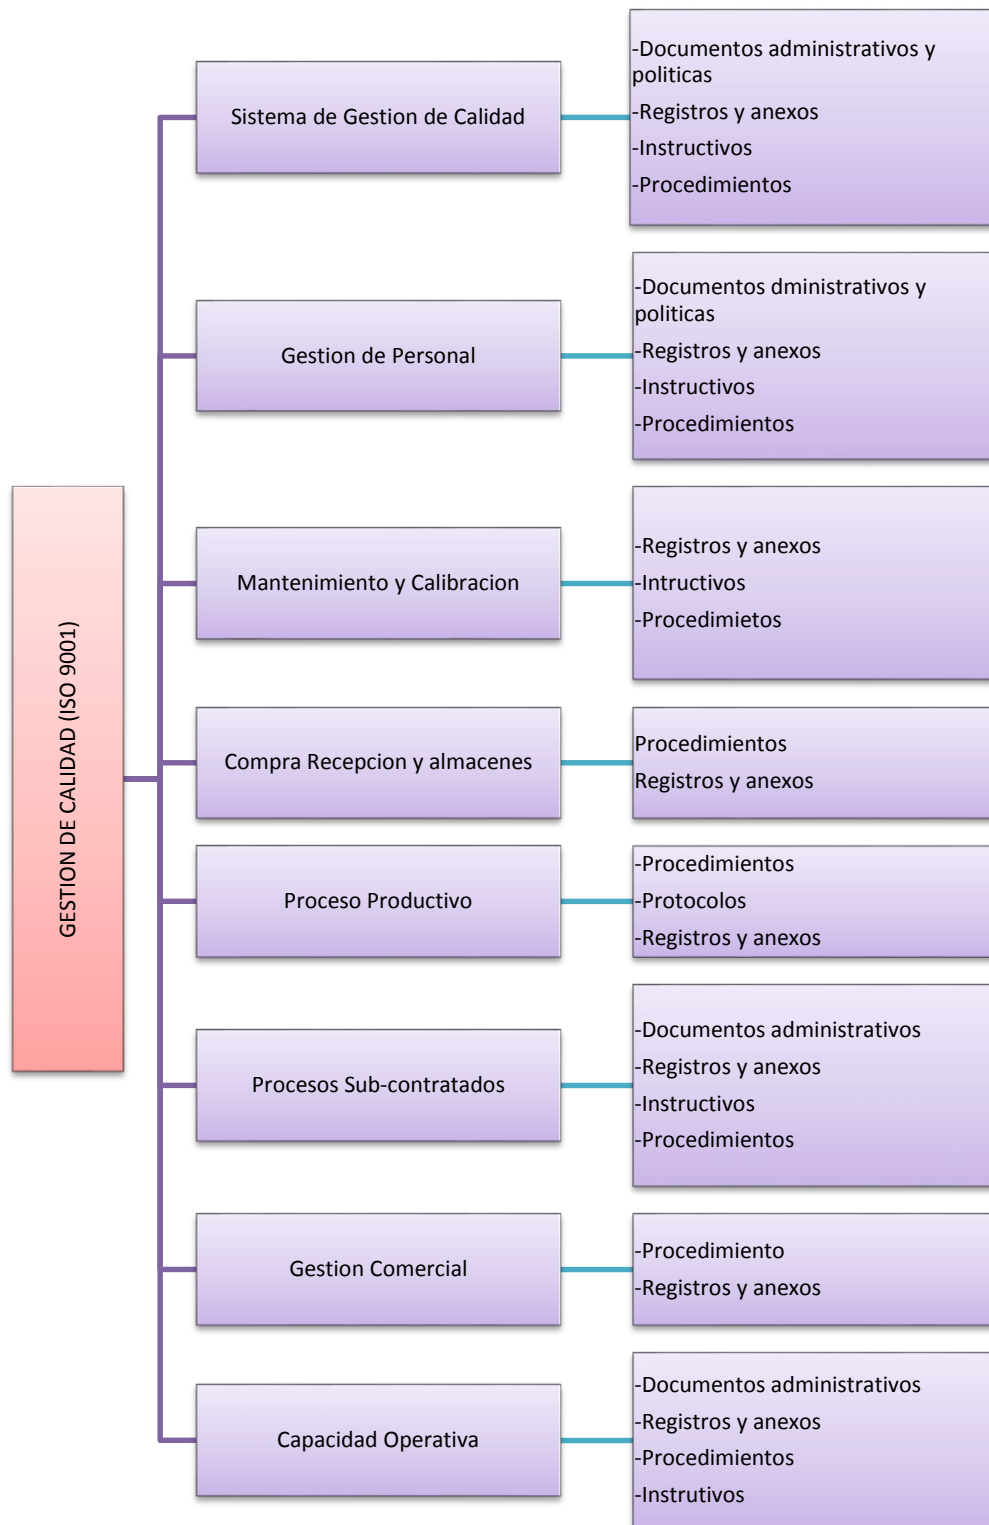 GESTION DE CALIDAD (ISO 9001)
Sistema de Gestion de Calidad
-Documentos administrativos y
politicas
-Registros y anexos
-Instructivos
-Procedimientos
Gestion de Personal
-Documentos dministrativos y
politicas
-Registros y anexos
-Instructivos
-Procedimientos
Mantenimiento y Calibracion
-Registros y anexos
-Intructivos
-Procedimietos
Compra Recepcion y almacenes
Procedimientos
Registros y anexos
Proceso Productivo
-Procedimientos
-Protocolos
-Registros y anexos
Procesos Sub-contratados
-Documentos administrativos
-Registros y anexos
-Instructivos
-Procedimientos
Gestion Comercial
-Procedimiento
-Registros y anexos
Capacidad Operativa
-Documentos administrativos
-Registros y anexos
-Procedimientos
-Instrutivos